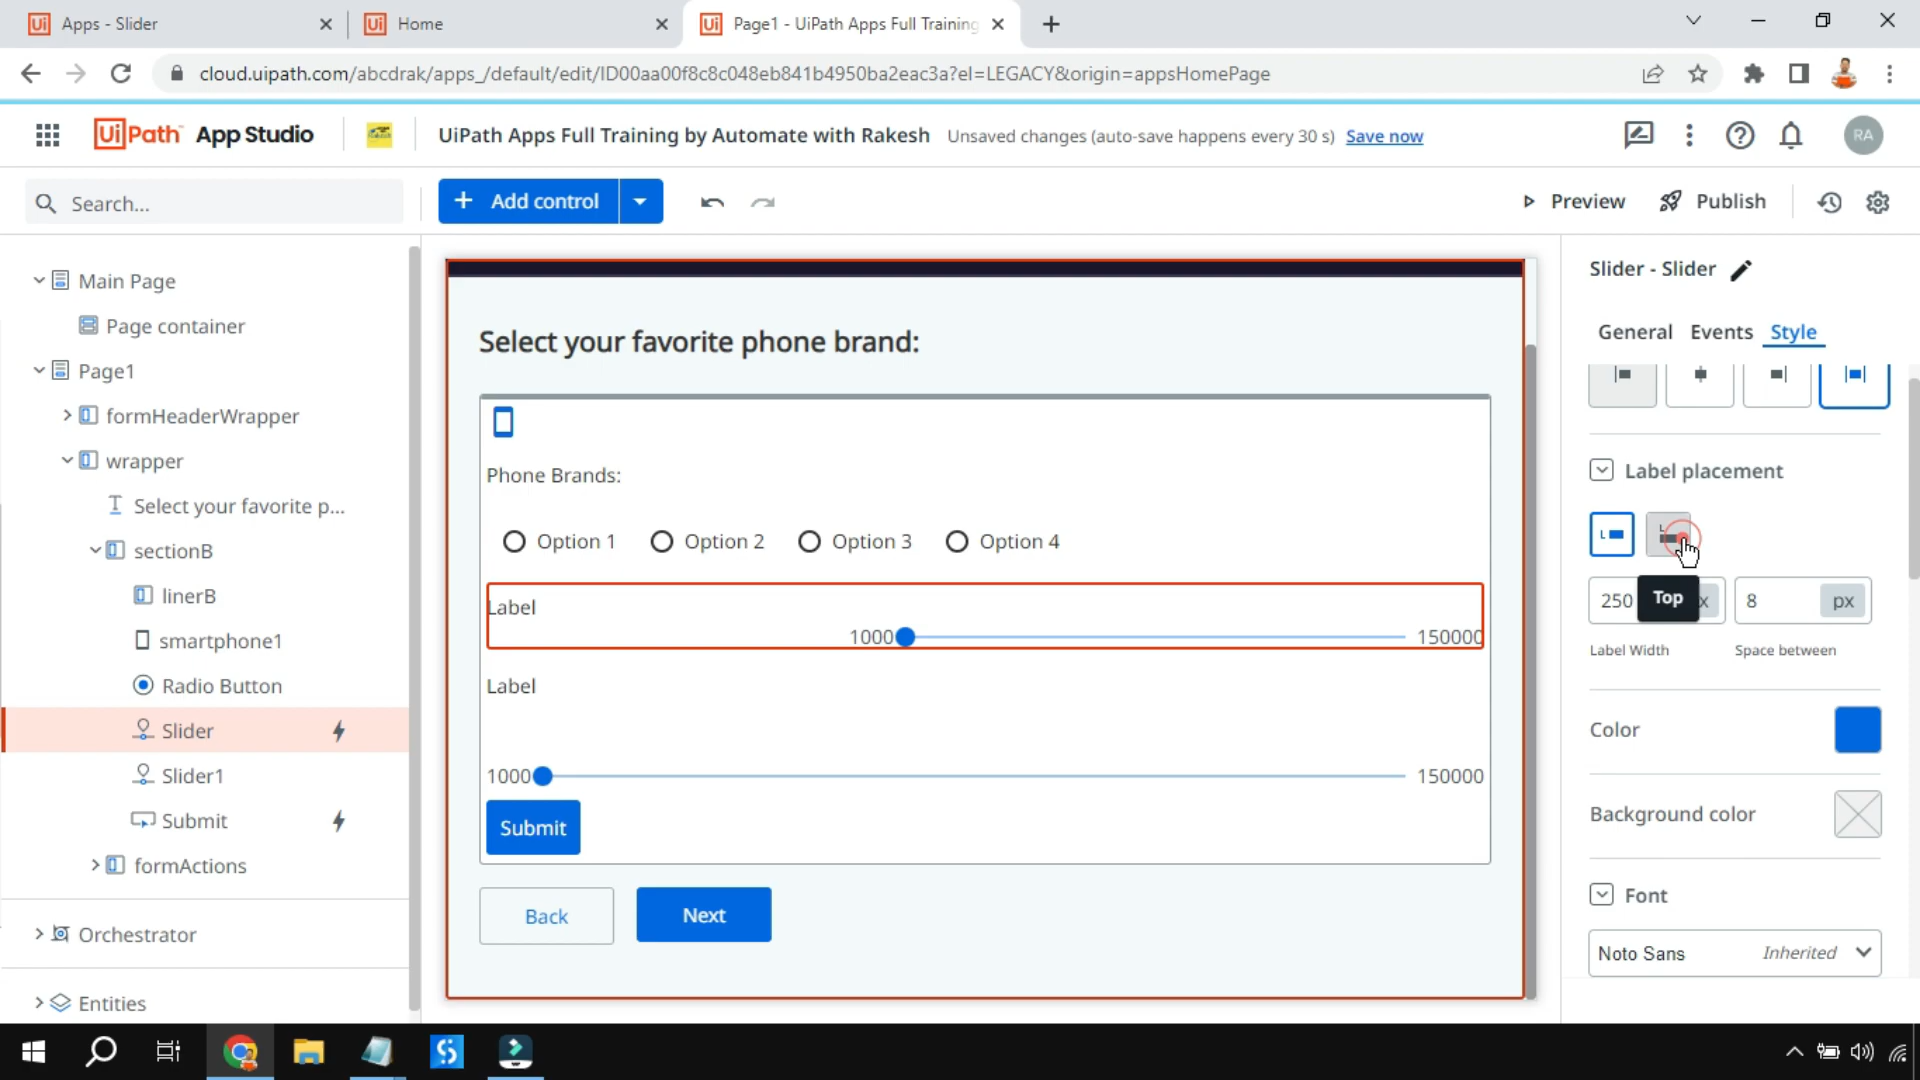 Apps - Slider
Home
Page1 - UiPath Apps Full Training
cloud.uipath.com/abcdrak/apps_/default/edit/ID00aa00f8c8c048eb841b4950ba2eac3a?el=LEGACY&origin=appsHomePage
UiPath App Studio
UiPath Apps Full Training by Automate with Rakesh
Unsaved changes (auto-save happens every 30 s) Save now
RA
Search...
Add control
Preview
Publish
Main Page
Page container
Page1
formHeaderWrapper
wrapper
Select your favorite p...
sectionB
linerB
smartphone1
Radio Button
Slider
Slider1
Submit
formActions
Orchestrator
Entities
Select your favorite phone brand:
Phone Brands:
Option 1
Option 2
Option 3
Option 4
Label
1000
150000
Label
1000
150000
Submit
Back
Next
Slider - Slider
General
Events
Style
Label placement
250
Top
8
px
Label Width
Space between
Color
Background color
Font
Noto Sans
Inherited